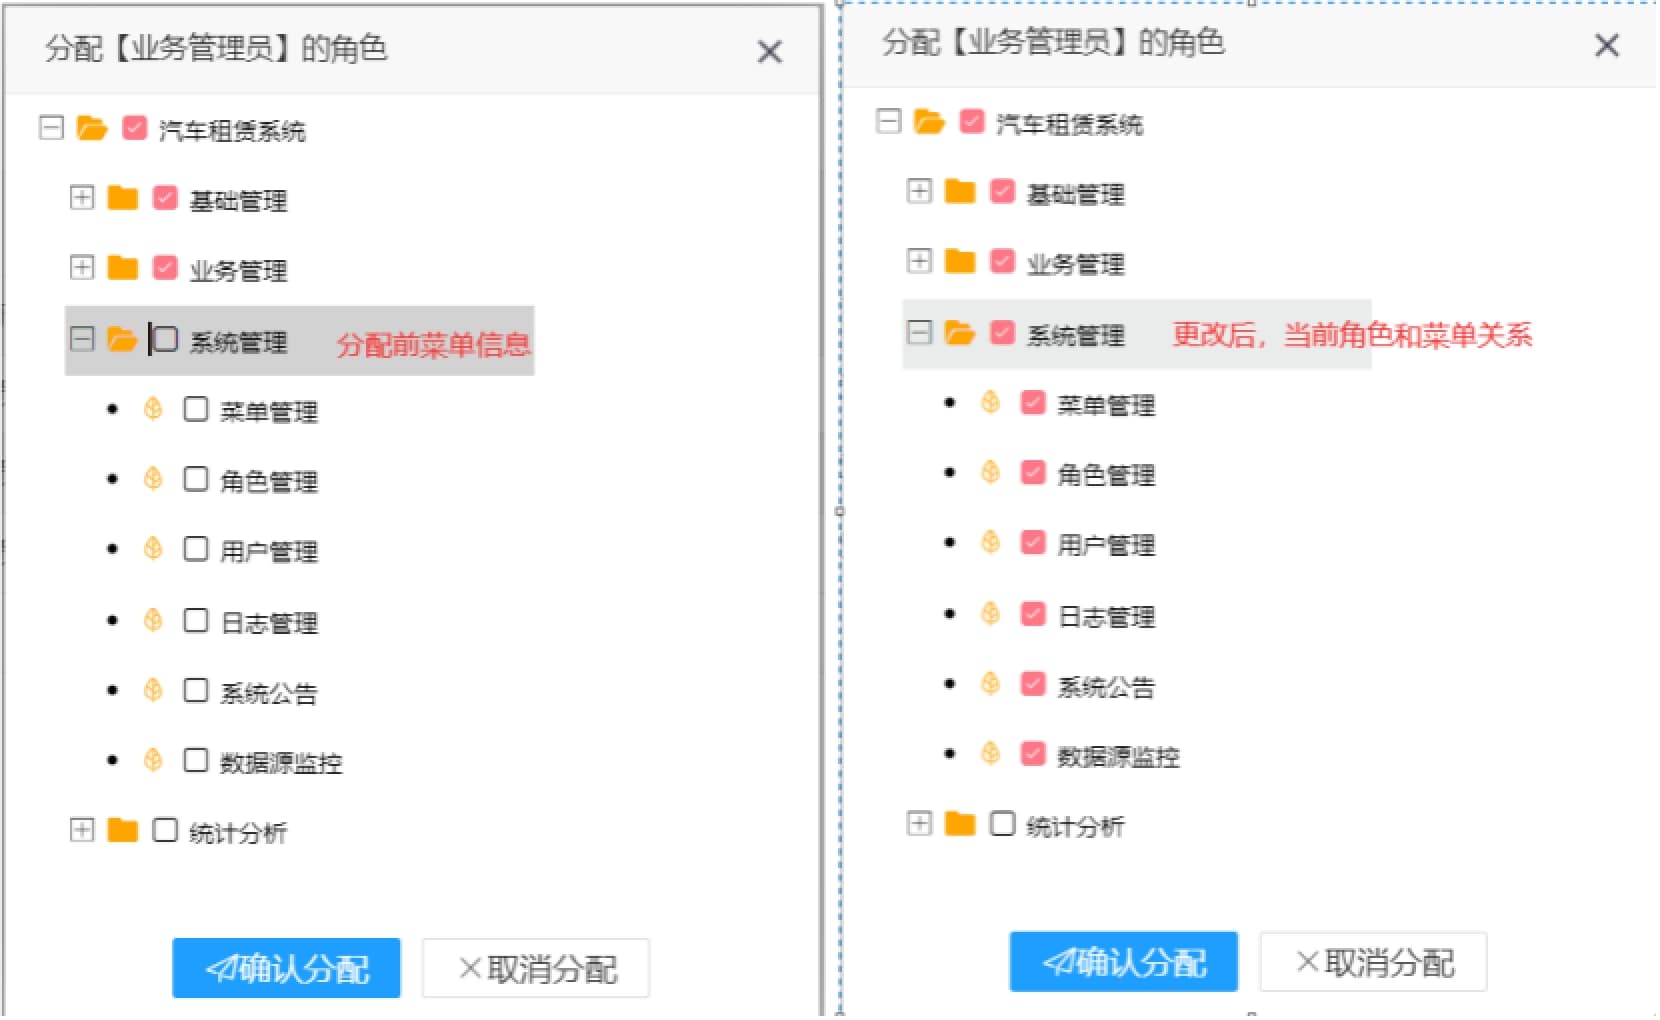 分配【业务管理员】的角色
汽车租赁系统
基础管理
业务管理
系统管理 分配前菜单信息
菜单管理
角色管理
用户管理
日志管理
系统公告
数据源监控
统计分析
确认分配 取消分配
分配【业务管理员】的角色
汽车租赁系统
基础管理
业务管理
系统管理 更改后，当前角色和菜单关系
菜单管理
角色管理
用户管理
日志管理
系统公告
数据源监控
统计分析
确认分配 取消分配